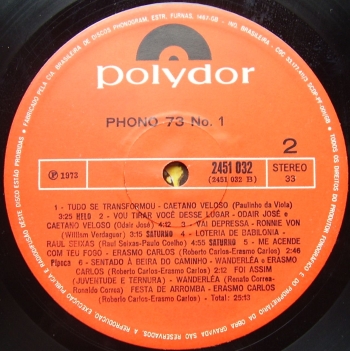 polydor
PHONO 73 No. 1
2
2451 032
(2451 032 B)
STEREO
33
Ⓟ 1973
1 - TUDO SE TRANSFORMOU - CAETANO VELOSO (Paulinho da Viola)
3:25 HELO 2 - VOU TIRAR VOCÊ DESSE LUGAR - ODAIR JOSÉ e
CAETANO VELOSO (Odair José) 4:12 3 - VAI DEPRESSA - RONNIE VON
(William Verdaguer) 3:15 SATURNO 4 - LOTERIA DE BABILONIA -
RAUL SEIXAS (Raul Seixas-Paulo Coelho) 4:55 SATURNO 5 - ME ACENDE
COM TEU FOGO - ERASMO CARLOS (Roberto Carlos-Erasmo Carlos) 2:46
Pipoca 6 - SENTADO À BEIRA DO CAMINHO - WANDERLÉA e ERASMO
CARLOS (Roberto Carlos-Erasmo Carlos) 2:12 FOI ASSIM
(JUVENTUDE E TERNURA) - WANDERLÉA (Renato Correa-
Ronaldo Correa) FESTA DE ARROMBA - ERASMO CARLOS
(Roberto Carlos-Erasmo Carlos) - Total: 25:13